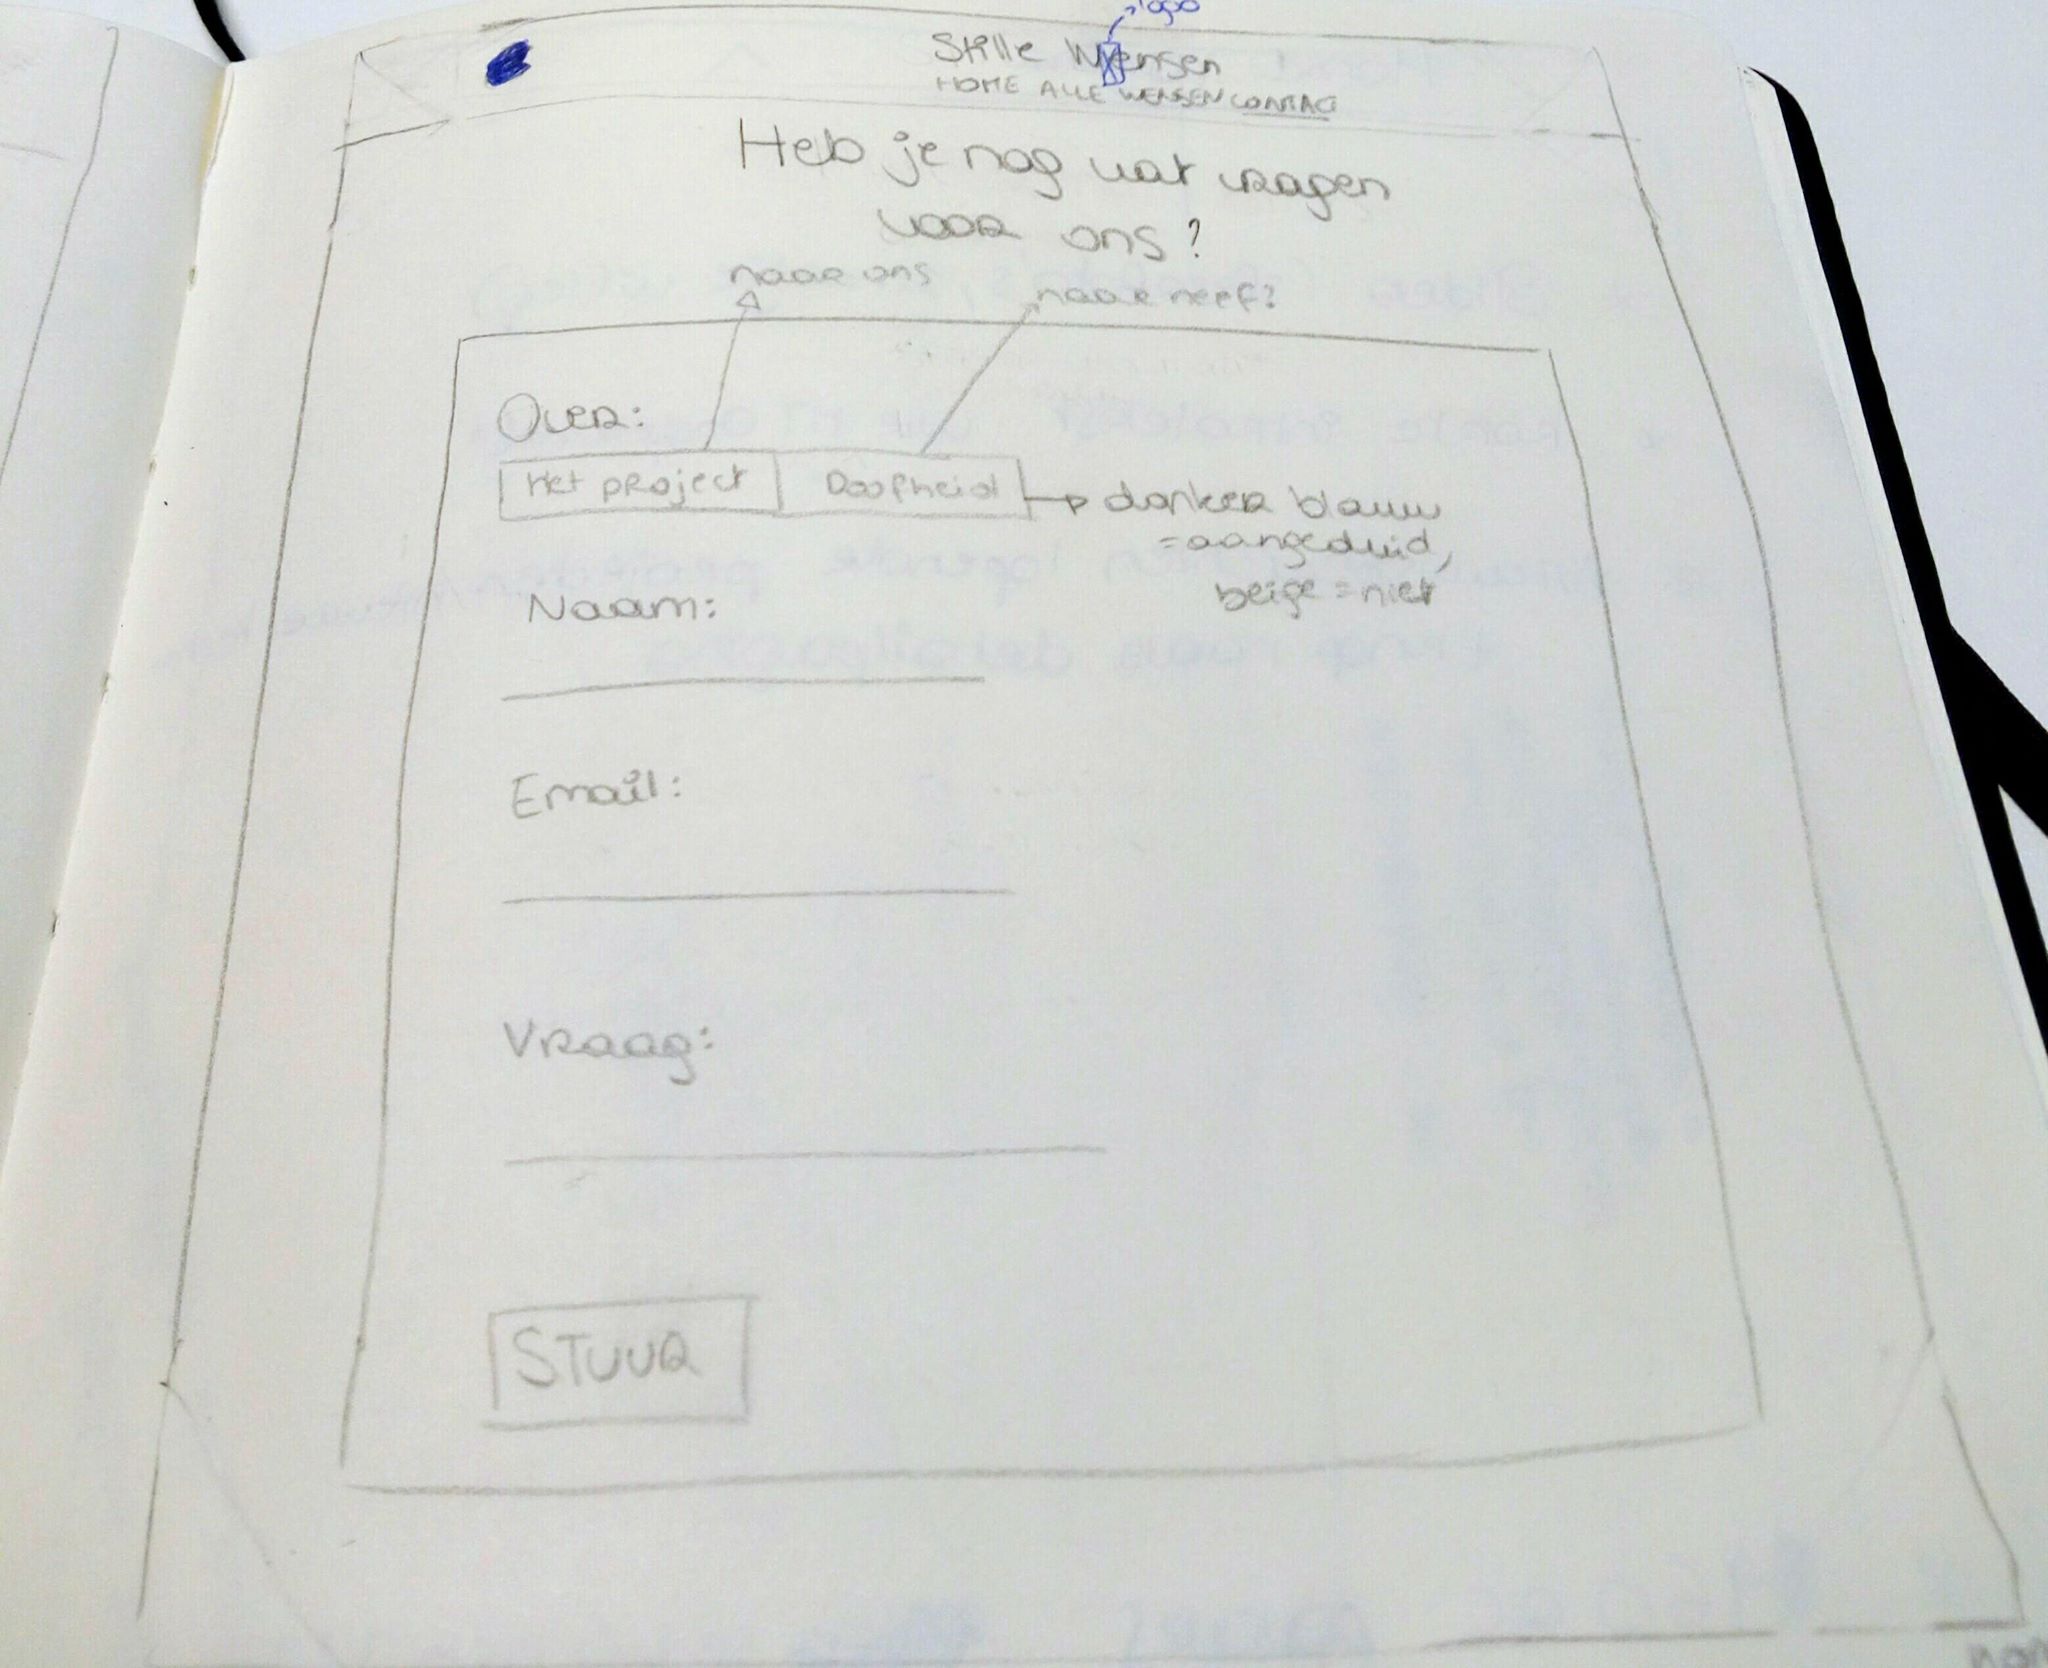 logo
Stille Wensen
HOME ALLE WENSEN CONTACT
Heb je nog wat vragen
voor ons?
naar ons
naar neef?
Over:
Het project
Doofheid
donker blauw
=aangeduid,
beige = niet
Naam:
Email:
Vraag:
STUUR